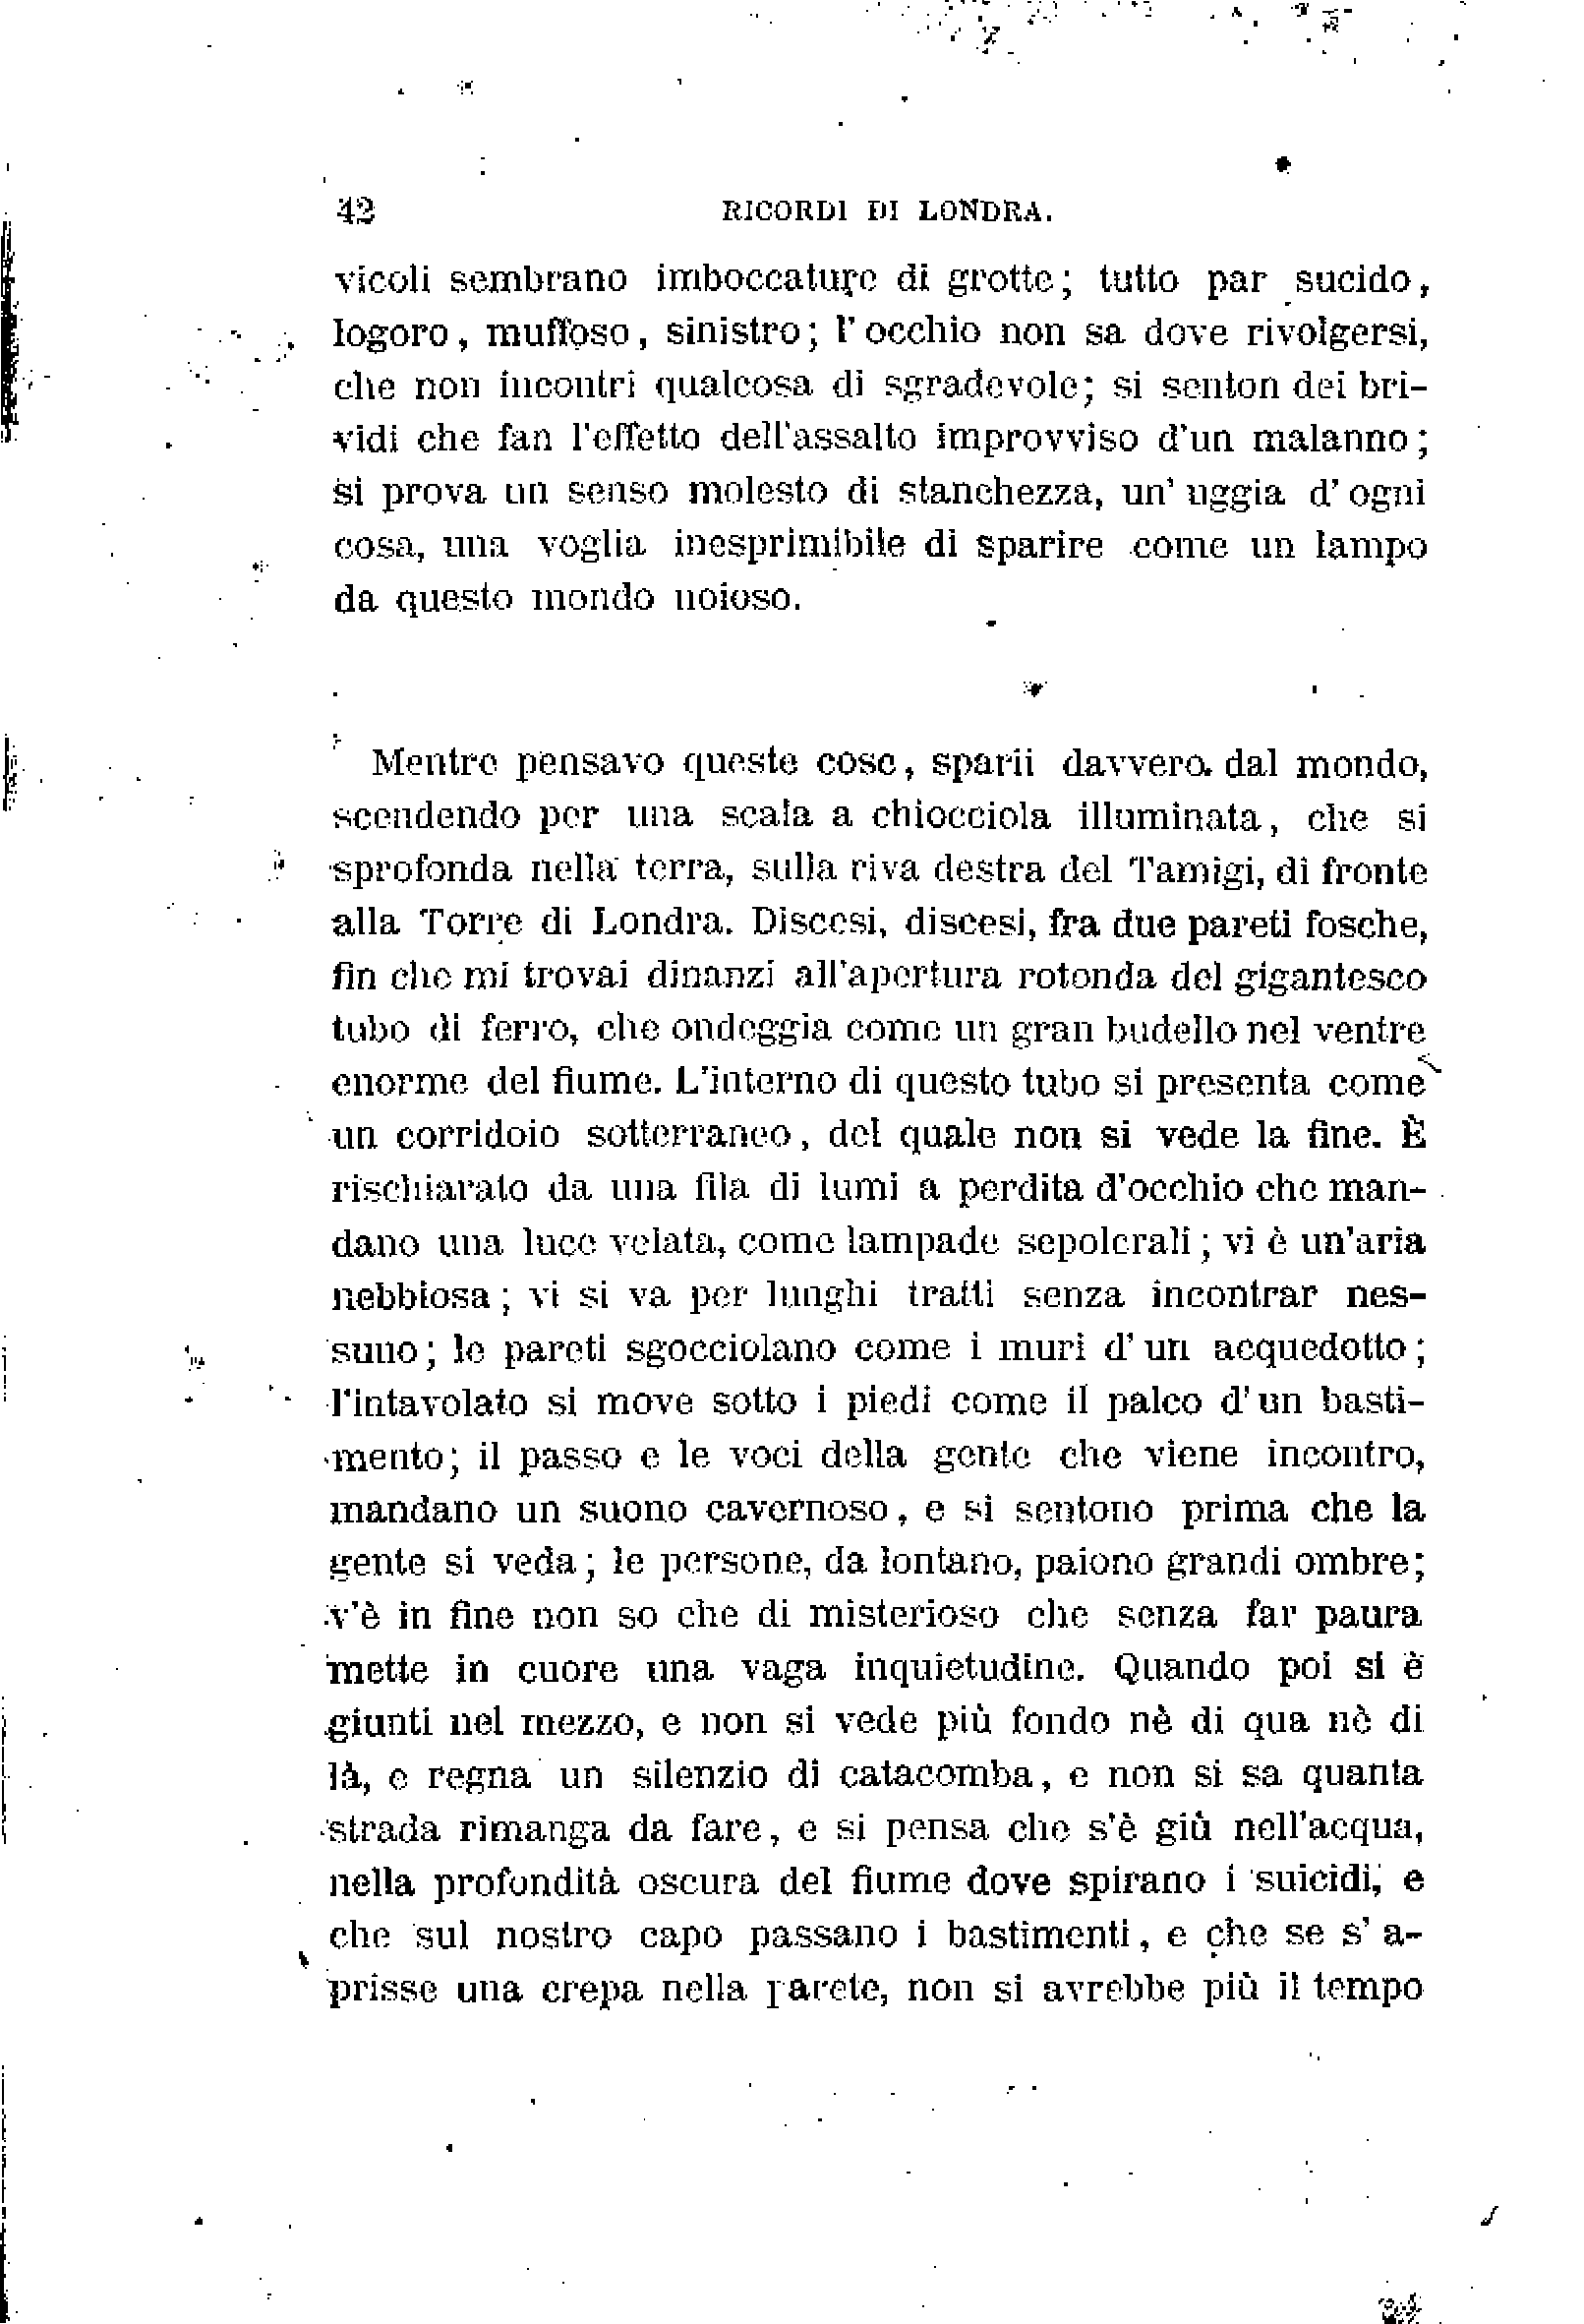 42 RICORDI DI LONDRA.
vicoli sembrano imboccature di grotte; tutto par sucido,
logoro, muffoso, sinistro; l'occhio non sa dove rivolgersi,
che non incontri qualcosa di sgradevole; si senton dei bri-
vidi che fan l'effetto dell'assalto improvviso d'un malanno;
si prova un senso molesto di stanchezza, un' uggia d' ogni
cosa, una voglia inesprimibile di sparire come un lampo
da questo mondo noioso.
Mentre pensavo queste cose, sparii davvero dal mondo,
scendendo per una scala a chiocciola illuminata, che si
sprofonda nella terra, sulla riva destra del Tamigi, di fronte
alla Torre di Londra. Discesi, discesi, fra due pareti fosche,
fin che mi trovai dinanzi all'apertura rotonda del gigantesco
tubo di ferro, che ondeggia come un gran budello nel ventre
enorme del fiume. L'interno di questo tubo si presenta come
un corridoio sotterraneo, del quale non si vede la fine. È
rischiarato da una fila di lumi a perdita d'occhio che man-
dano una luce velata, come lampade sepolcrali; vi è un'aria
nebbiosa; vi si va per lunghi tratti senza incontrar nes-
suno; le pareti sgocciolano come i muri d' un acquedotto;
l'intavolato si move sotto i piedi come il palco d' un basti-
mento; il passo e le voci della gente che viene incontro,
mandano un suono cavernoso, e si sentono prima che la
gente si veda; le persone, da lontano, paiono grandi ombre;
v'è in fine non so che di misterioso che senza far paura
mette in cuore una vaga inquietudine. Quando poi si è
giunti nel mezzo, e non si vede più fondo nè di qua nè di
là, e regna un silenzio di catacomba, e non si sa quanta
strada rimanga da fare, e si pensa che s'è giù nell'acqua,
nella profondità oscura del fiume dove spirano i suicidi, e
che sul nostro capo passano i bastimenti, e che se s' a-
prisse una crepa nella parete, non si avrebbe più il tempo